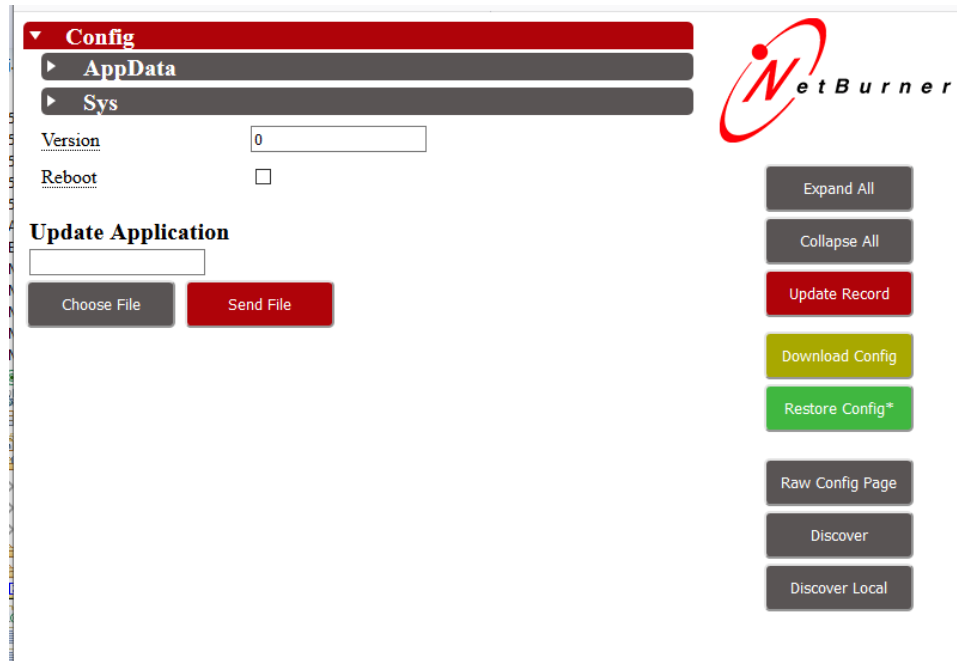 Config
AppData
Sys
Version
0
Reboot
Update Application
Choose File
Send File
NetBurner
Expand All
Collapse All
Update Record
Download Config
Restore Config*
Raw Config Page
Discover
Discover Local